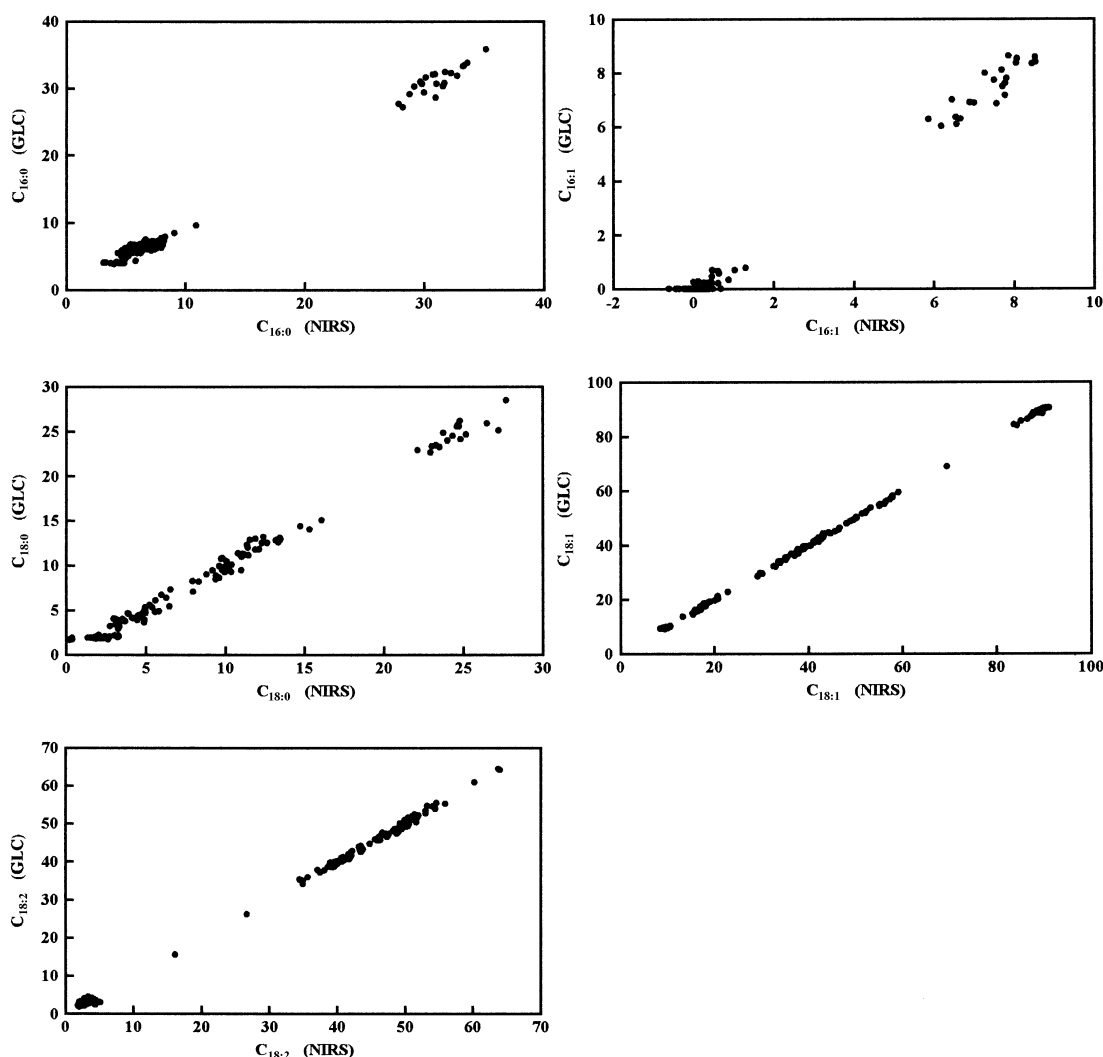 40
30
20
10
0
C16:0 (GLC)
0 10 20 30 40
C16:0 (NIRS)
10
8
6
4
2
0
C16:1 (GLC)
-2 0 2 4 6 8 10
C16:1 (NIRS)
30
25
20
15
10
5
0
C18:0 (GLC)
0 5 10 15 20 25 30
C18:0 (NIRS)
100
80
60
40
20
0
C18:1 (GLC)
0 20 40 60 80 100
C18:1 (NIRS)
70
60
50
40
30
20
10
0
C18:2 (GLC)
0 10 20 30 40 50 60 70
C18:2 (NIRS)